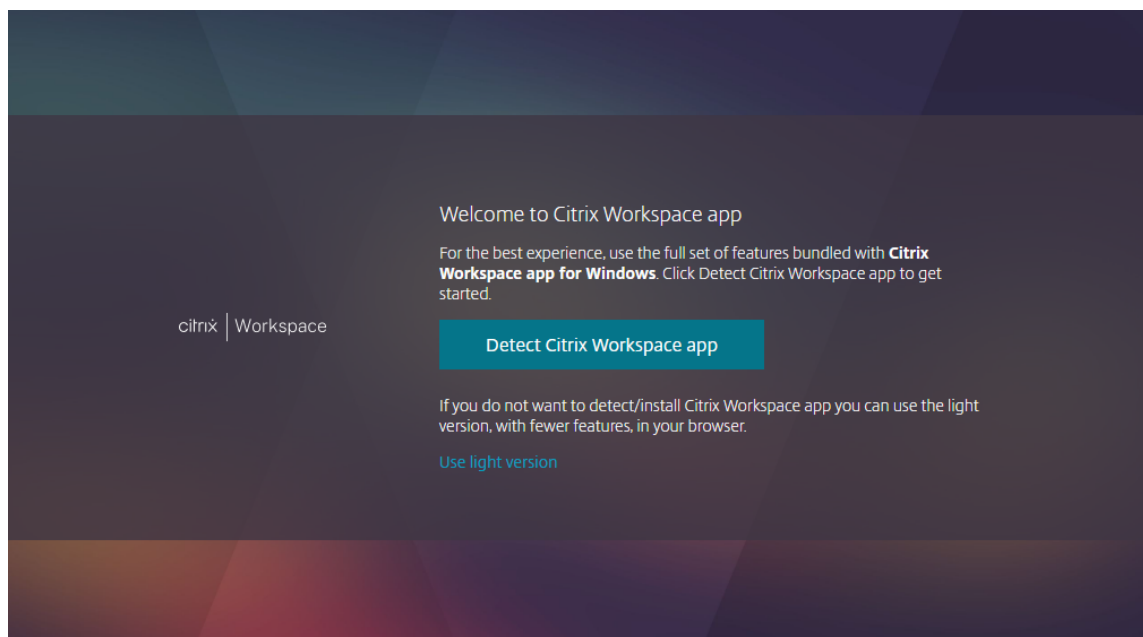 Welcome to Citrix Workspace app
For the best experience, use the full set of features bundled with Citrix
Workspace app for Windows. Click Detect Citrix Workspace app to get
started.
citrix | Workspace
Detect Citrix Workspace app
If you do not want to detect/install Citrix Workspace app you can use the light
version, with fewer features, in your browser.
Use light version